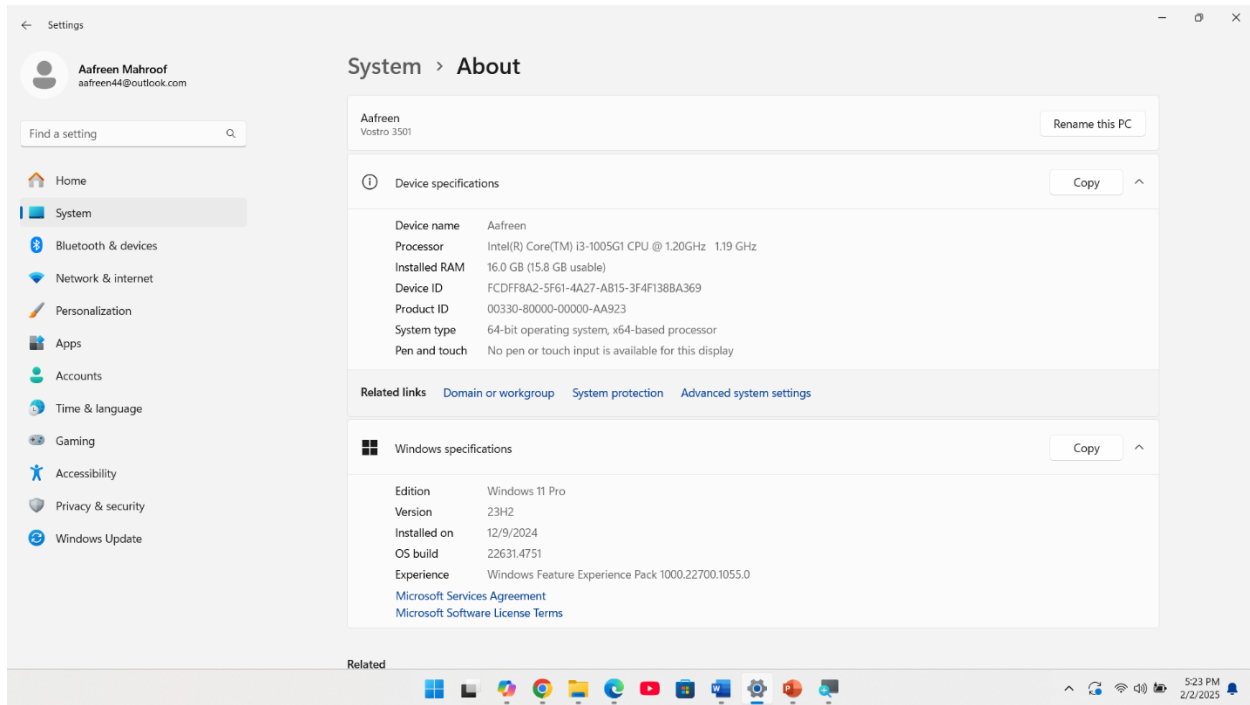 Settings
Aafreen Mahroof
aafreen44@outlook.com
Find a setting
Home
System
Bluetooth & devices
Network & internet
Personalization
Apps
Accounts
Time & language
Gaming
Accessibility
Privacy & security
Windows Update
System > About
Aafreen
Vostro 3501
Rename this PC
Device specifications
Copy
Device name Aafreen
Processor Intel(R) Core(TM) i3-1005G1 CPU @ 1.20GHz 1.19 GHz
Installed RAM 16.0 GB (15.8 GB usable)
Device ID FCDFF8A2-5F61-4A27-AB15-3F4F138BA369
Product ID 00330-80000-00000-AA923
System type 64-bit operating system, x64-based processor
Pen and touch No pen or touch input is available for this display
Related links Domain or workgroup System protection Advanced system settings
Windows specifications
Copy
Edition Windows 11 Pro
Version 23H2
Installed on 12/9/2024
OS build 22631.4751
Experience Windows Feature Experience Pack 1000.22700.1055.0
Microsoft Services Agreement
Microsoft Software License Terms
Related
5:23 PM
2/2/2025